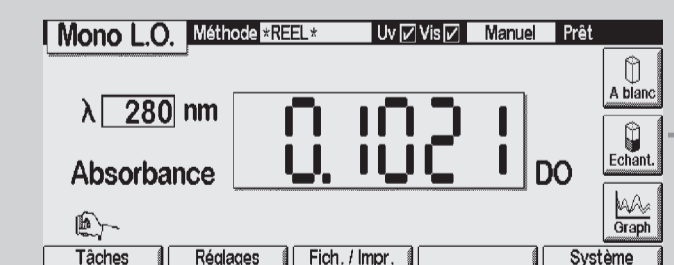 Mono L.O. Méthode *REEL* Uv Vis Manuel Prêt
A blanc
λ 280 nm 0.1021 DO
Echant.
Absorbance
Graph
Tâches Réglages Fich. / Impr. Système